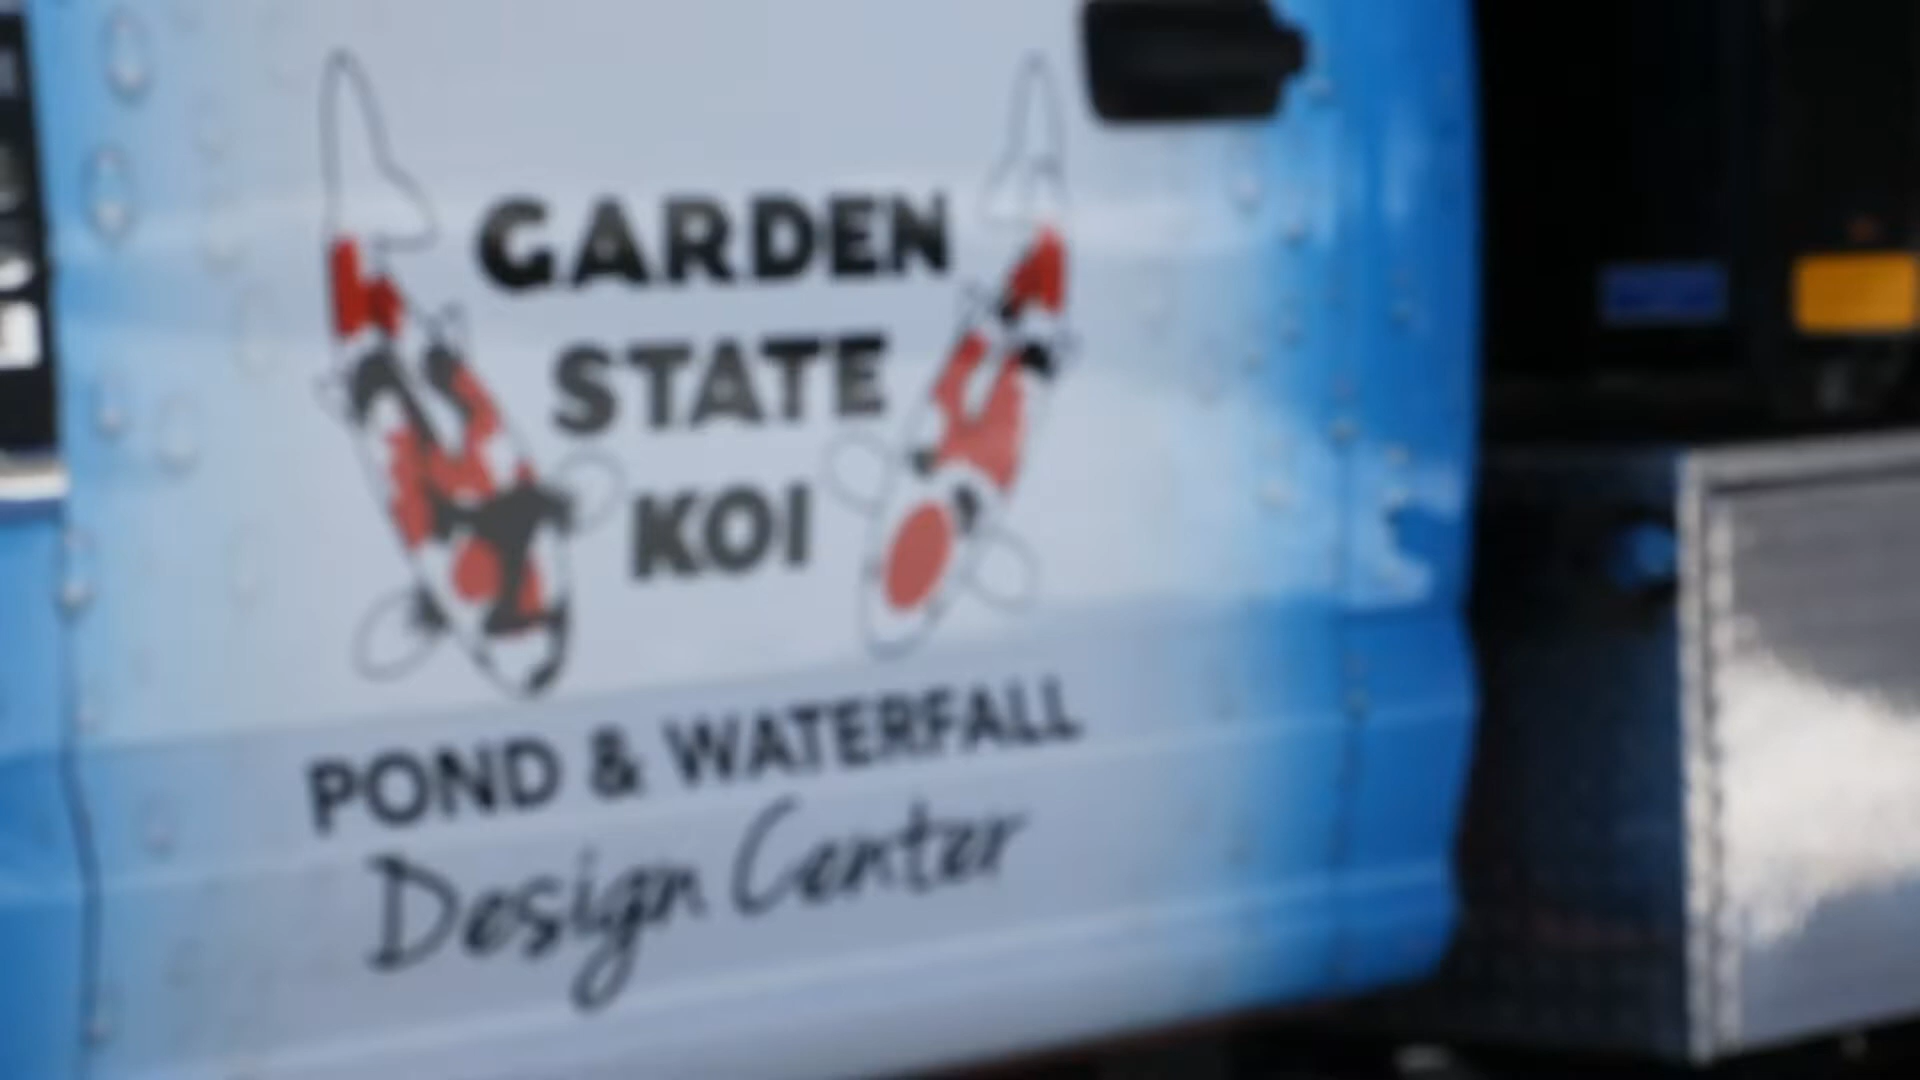 GARDEN
STATE
KOI
POND & WATERFALL
Design Center